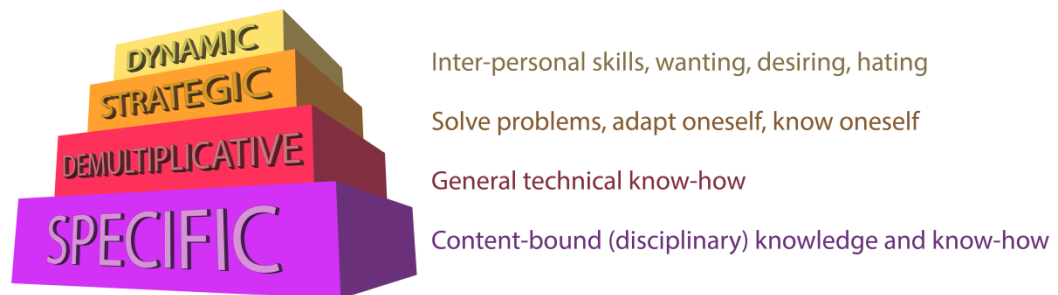 DYNAMIC
Inter-personal skills, wanting, desiring, hating
STRATEGIC
Solve problems, adapt oneself, know oneself
DEMULTIPLICATIVE
General technical know-how
SPECIFIC
Content-bound (disciplinary) knowledge and know-how